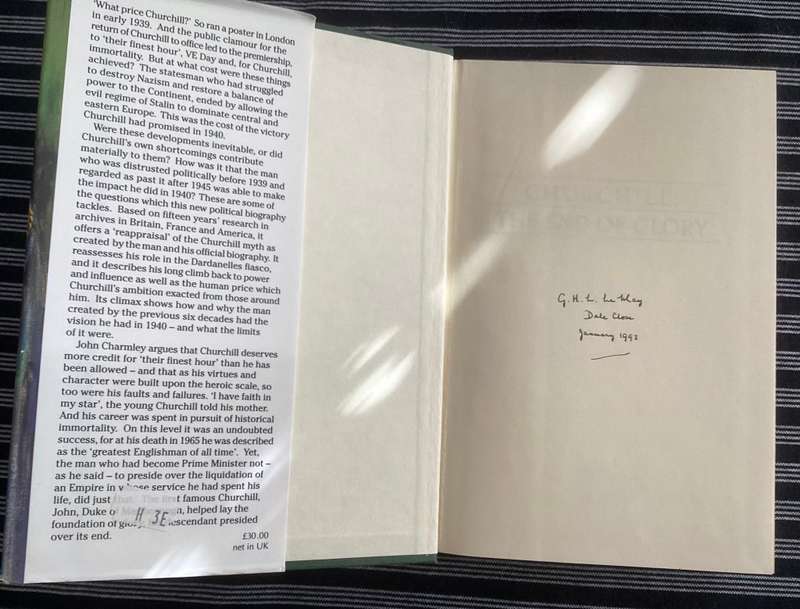 'What price Churchill?' So ran a poster in London
in early 1939. And the public clamour for the
return of Churchill to office led to the premiership,
to 'their finest hour', VE Day and, for Churchill,
immortality. But at what cost were these things
achieved? The statesman who had struggled
to destroy Nazism and restore a balance of
power to the Continent, ended by allowing the
evil regime of Stalin to dominate central and
eastern Europe. This was the cost of the victory
Churchill had promised in 1940.
Were these developments inevitable, or did
Churchill's own shortcomings contribute
materially to them? How was it that the man
who was distrusted politically before 1939 and
regarded as past it after 1945 was able to make
the impact he did in 1940? These are some of
the questions which this new political biography
tackles. Based on fifteen years' research in
archives in Britain, France and America, it
offers a 'reappraisal' of the Churchill myth as
created by the man and his official biography. It
reassesses his role in the Dardanelles fiasco,
and it describes his long climb back to power
and influence as well as the human price which
Churchill's ambition exacted from those around
him. Its climax shows how and why the man
created by the previous six decades had the
vision he had in 1940 – and what the limits
of it were.
John Charmley argues that Churchill deserves
more credit for 'their finest hour' than he has
been allowed – and that as his virtues and
character were built upon the heroic scale, so
too were his faults and failures. 'I have faith in
my star', the young Churchill told his mother.
And his career was spent in pursuit of historical
immortality. On this level it was an undoubted
success, for at his death in 1965 he was described
as the 'greatest Englishman of all time'. Yet,
the man who had become Prime Minister not –
as he said – to preside over the liquidation of
an Empire in whose service he had spent his
life, did just that. The first famous Churchill,
John, Duke of Marlborough, helped lay the
foundation of descendant presided
over its end.
H 3E
£30.00
net in UK
G. H. L. Le May
Dale Close
January 1993